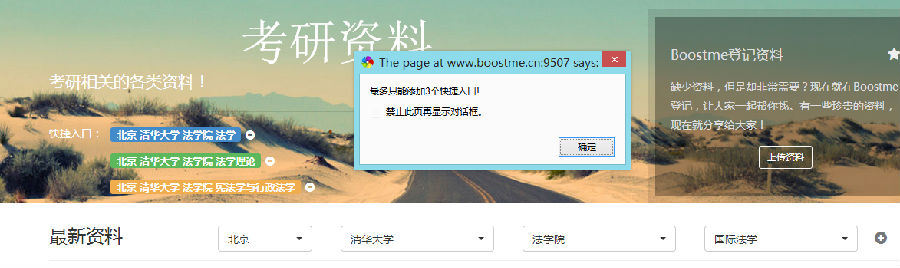 考研资料
考研相关的各类资料！
快捷入口：
北京 清华大学 法学院 法学
北京 清华大学 法学院 法学理论
北京 清华大学 法学院 宪法学与行政法学
The page at www.boostme.cn:9507 says:
最多只能添加3个快捷入口！
禁止此页再显示对话框。
确定
Boostme登记资料
缺少资料，但是却非常需要？现在就在Boostme
登记，让大家一起帮你找。有一些珍贵的资料，
现在就分享给大家！
上传资料
最新资料
北京
清华大学
法学院
国际法学